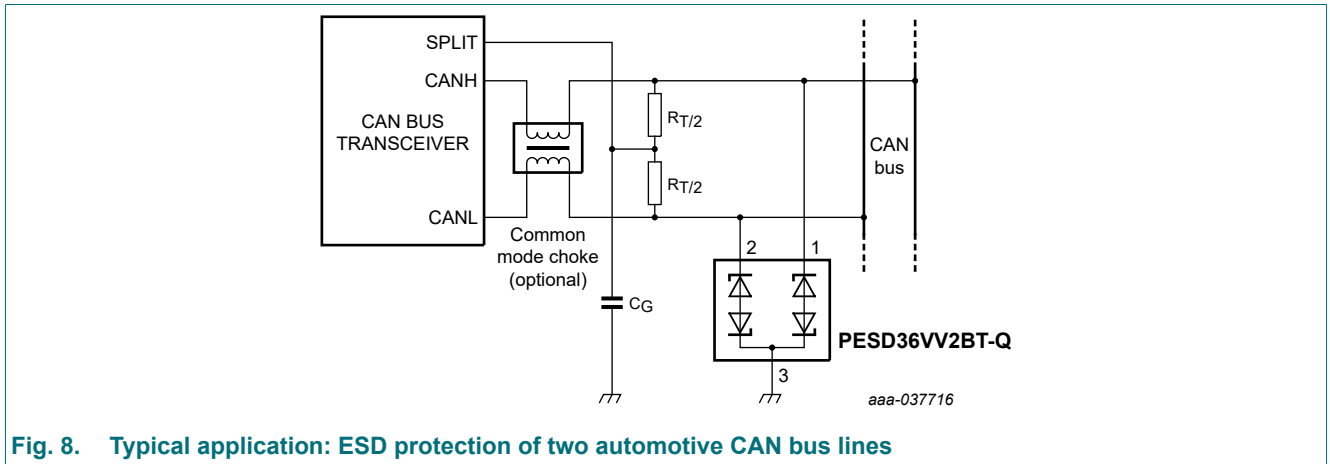 SPLIT
CANH
CAN BUS
TRANSCEIVER
CANL
Common
mode choke
(optional)
RT/2
RT/2
CG
CAN
bus
2
1
3
PESD36VV2BT-Q
aaa-037716
Fig. 8. Typical application: ESD protection of two automotive CAN bus lines